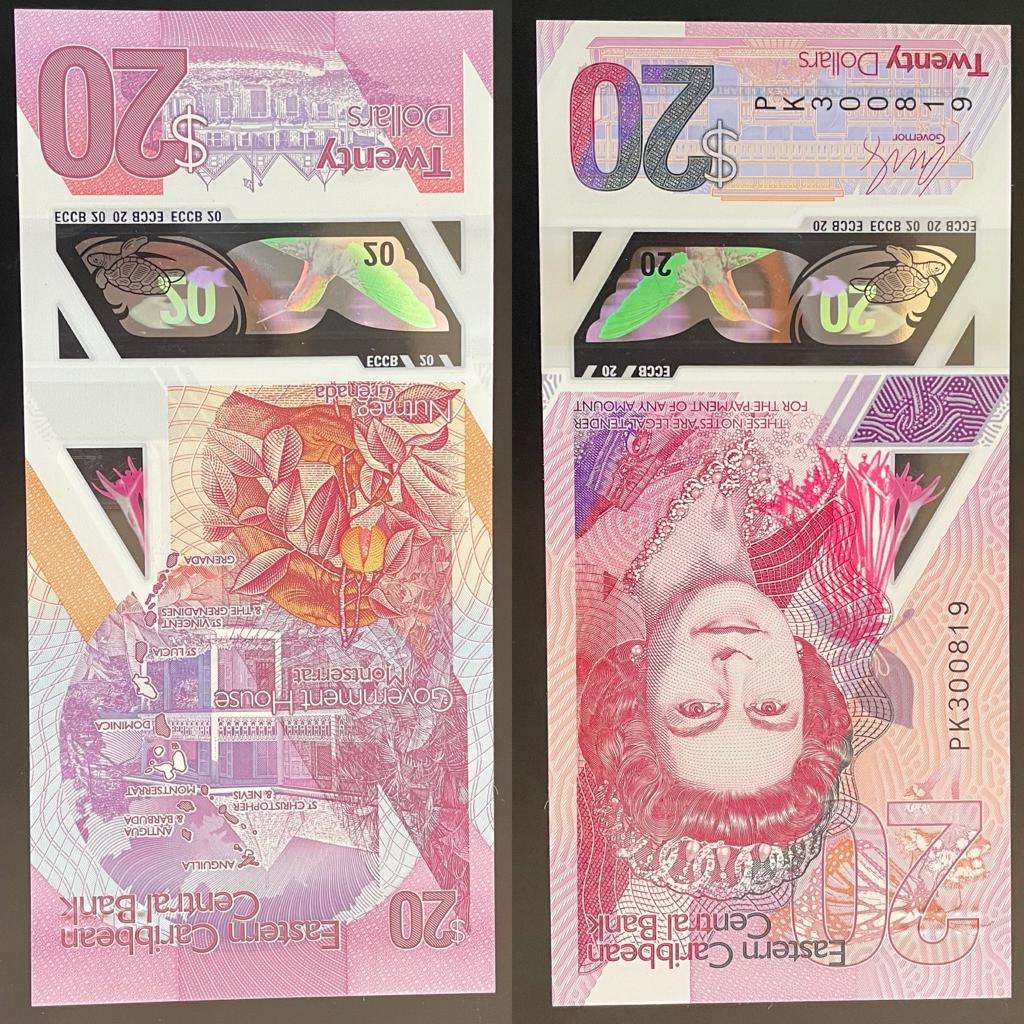 Eastern Caribbean
Central Bank
$20
ANGUILLA
ST CHRISTOPHER
& NEVIS
ANTIGUA
& BARBUDA
MONTSERRAT
DOMINICA
Government House
Montserrat
ST LUCIA
ST VINCENT
& THE GRENADINES
GRENADA
Nutmeg
Grenada
ECCB 20
20
20
ECCB 20 ECCB 20 ECCB 20
Twenty
Dollars
$20
Eastern Caribbean
Central Bank
20
PK300819
THESE NOTES ARE LEGAL TENDER
FOR THE PAYMENT OF ANY AMOUNT
ECCB 20
20
20
ECCB 20 20 ECCB ECCB 20
Governor
$20
PK300819
Twenty Dollars